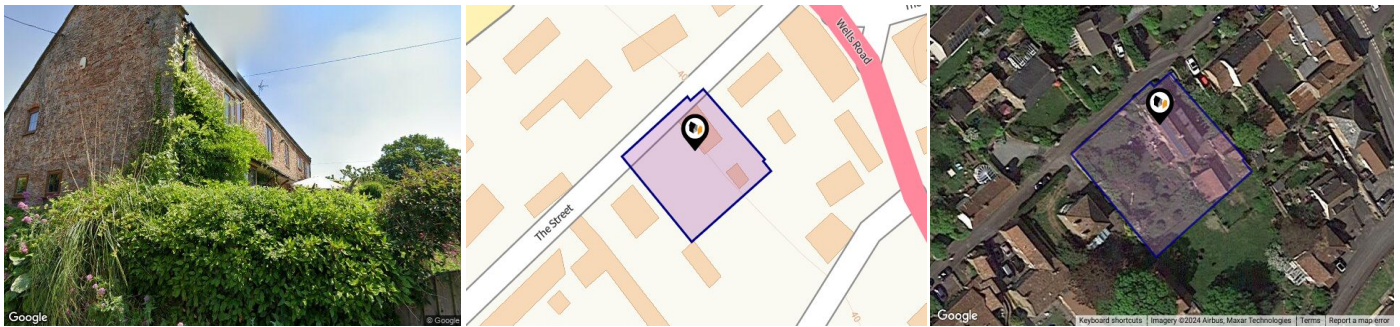 Google
© Google
The Street
Wells Road
40
40
The
Google
Keyboard shortcuts
Imagery ©2024 Airbus, Maxar Technologies
Terms
Report a map error